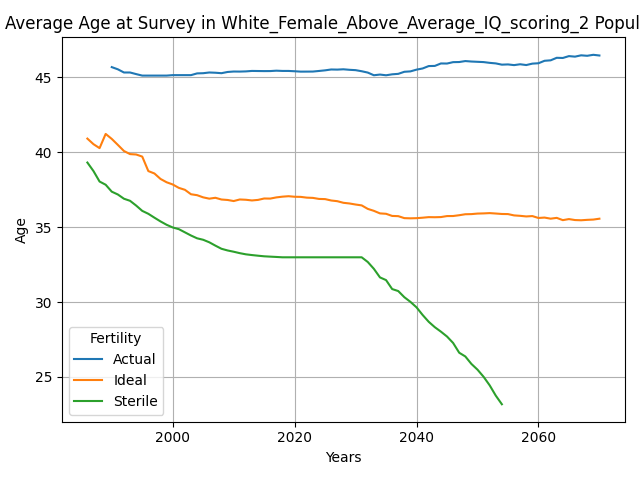 Average Age at Survey in White_Female_Above_Average_IQ_scoring_2 Popul
45
40
35
30
25
Age
Fertility
Actual
Ideal
Sterile
2000 2020 2040 2060
Years